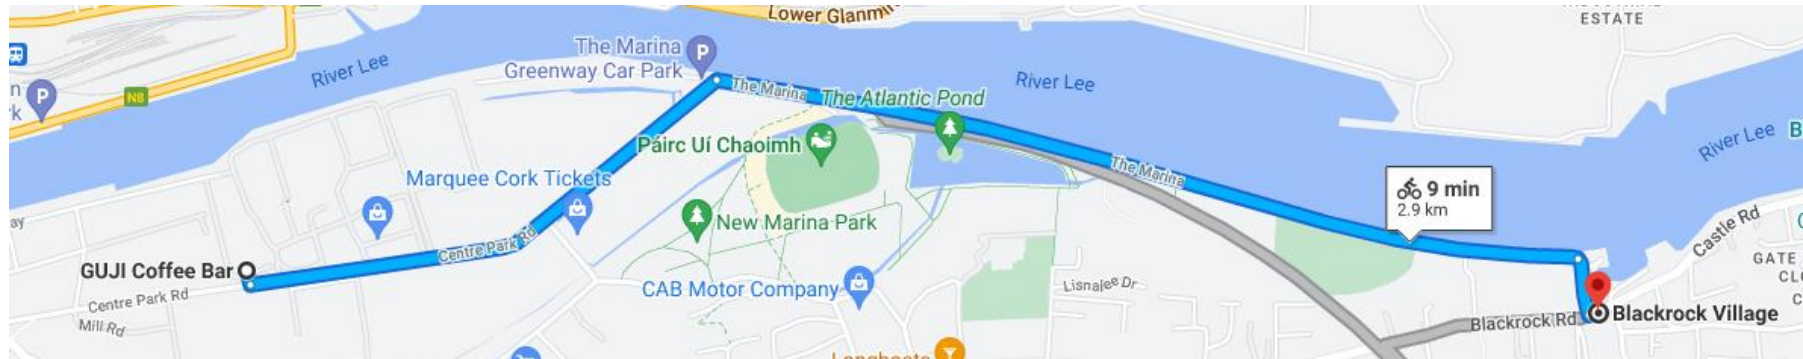 Lower Glanmi
ESTATE
The Marina
Greenway Car Park
P
River Lee
N8
P
n
k
The Marina
The Atlantic Pond
River Lee
River Lee
B
Páirc Uí Chaoimh
Marquee Cork Tickets
The Marina
9 min
2.9 km
New Marina Park
ay
Centre Park Rd
Castle Rd
GUJI Coffee Bar
GATE
CL
C
CAB Motor Company
Lisnalee Dr
Centre Park Rd
Mill Rd
Blackrock Rd
Blackrock Village